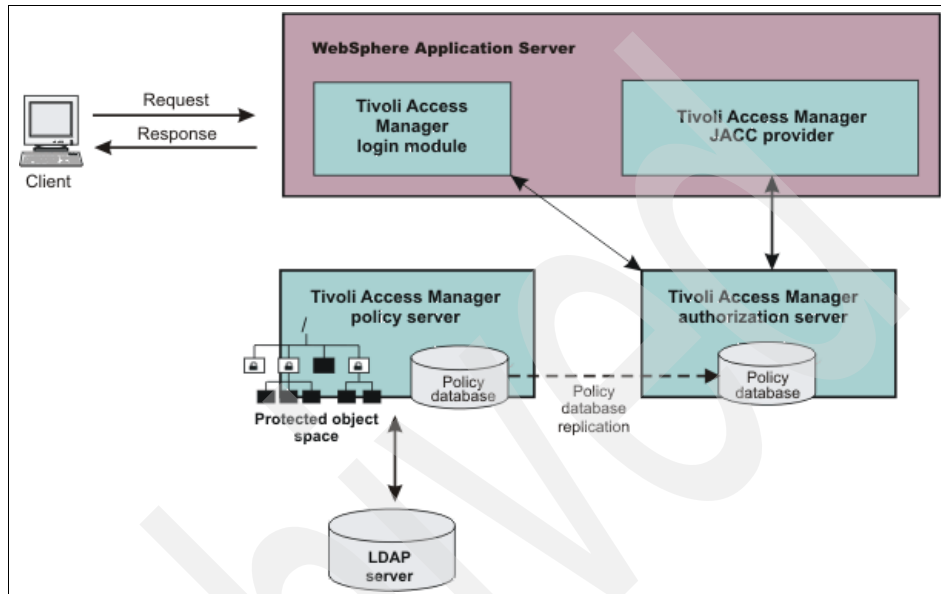 WebSphere Application Server
Tivoli Access
Manager
login module
Tivoli Access Manager
JACC provider
Request
Response
Client
Tivoli Access Manager
policy server
/
Policy
database
Protected object
space
Policy
database
replication
Tivoli Access Manager
authorization server
Policy
database
LDAP
server